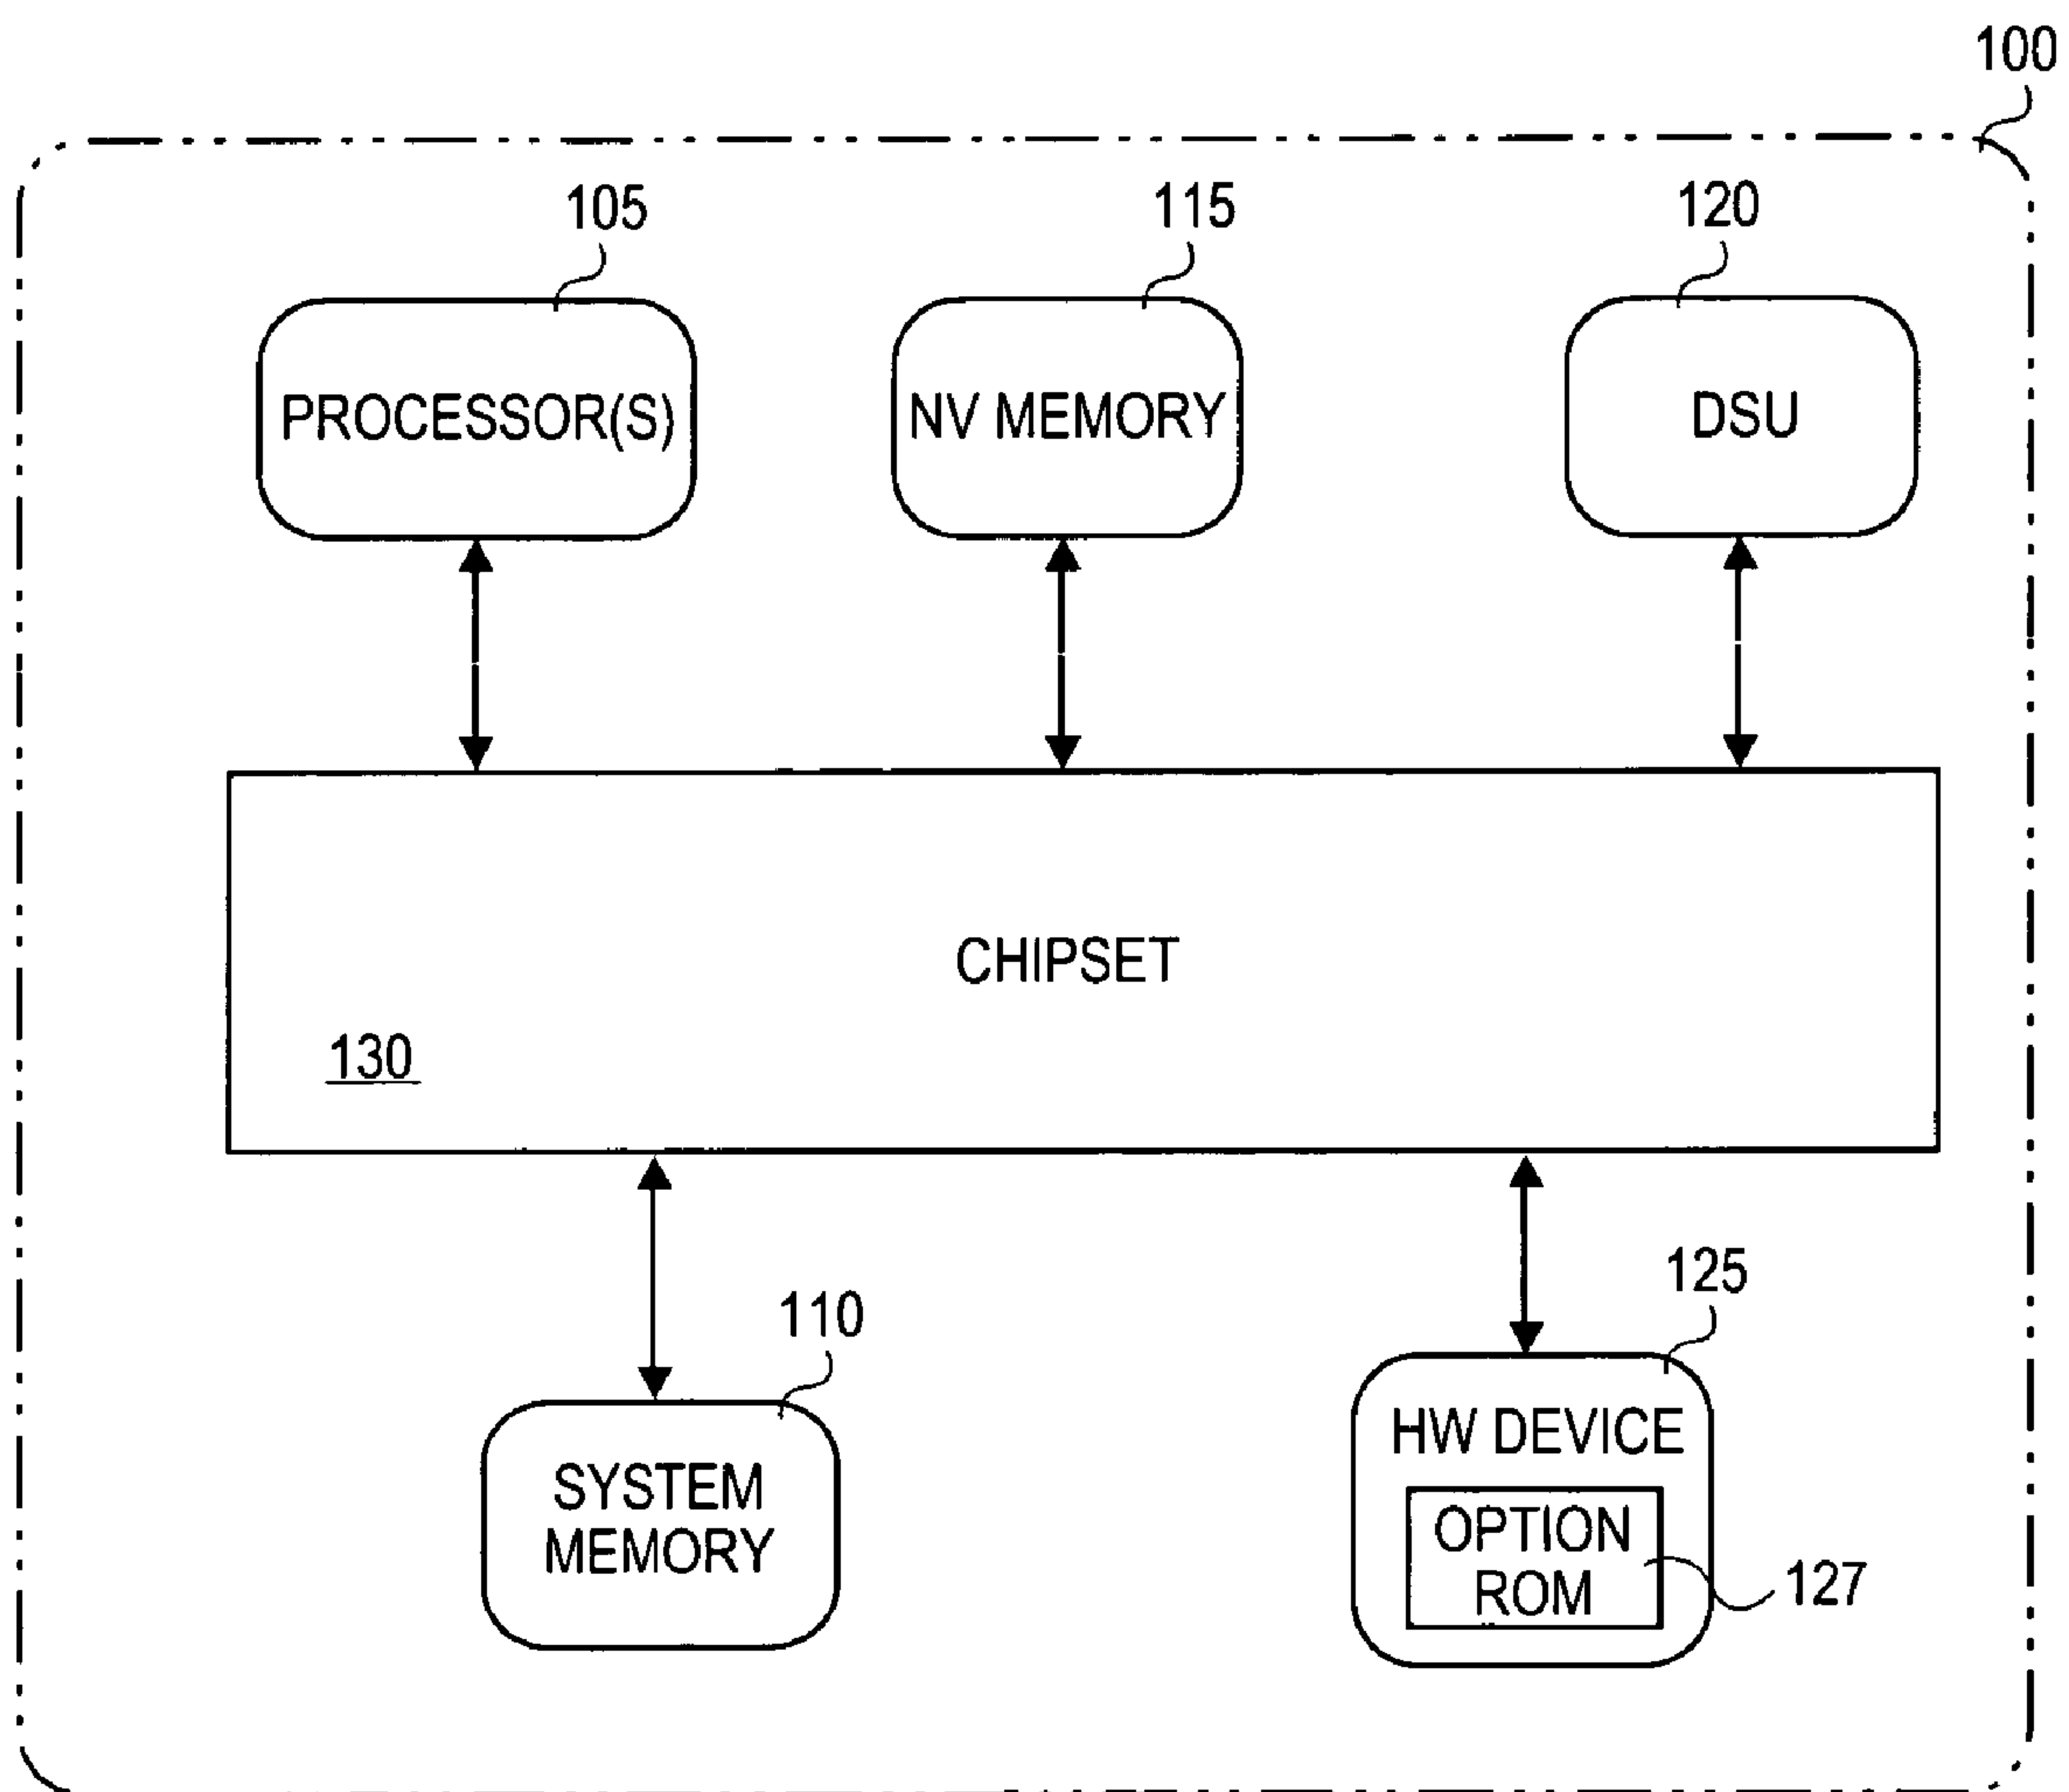 100
105
115
120
PROCESSOR(S)
NV MEMORY
DSU
CHIPSET
130
110
125
SYSTEM
MEMORY
HW DEVICE
OPTION
ROM
127